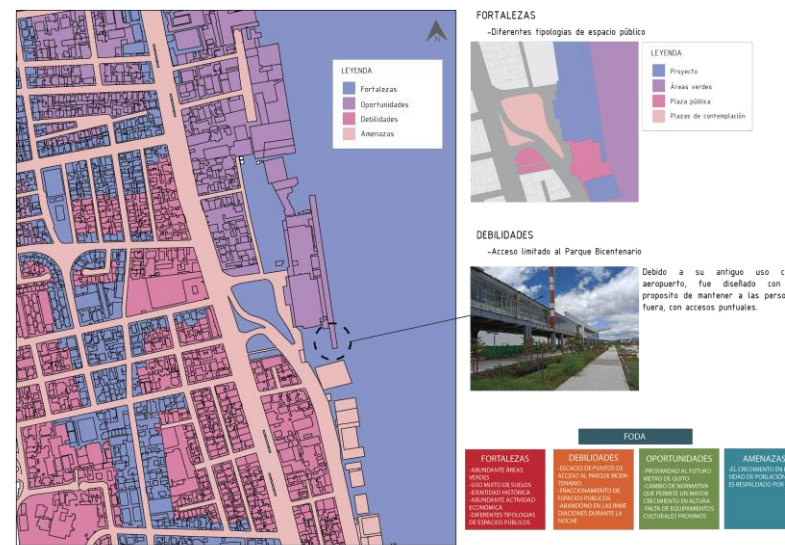 N
LEYENDA
Fortalezas
Oportunidades
Debilidades
Amenazas
FORTALEZAS
-Diferentes tipologías de espacio público
LEYENDA
Proyecto
Áreas verdes
Plaza pública
Plazas de contemplación
DEBILIDADES
-Acceso limitado al Parque Bicentenario
Debido a su antiguo uso c
aeropuerto, fue diseñado con
proposito de mantener a las perso
fuera, con accesos puntuales.
FODA
FORTALEZAS
-ABUNDANTE ÁREAS
VERDES
-USO MIXTO DE SUELOS
-IDENTIDAD HISTÓRICA
-ABUNDANTE ACTIVIDAD
ECONÓMICA
-DIFERENTES TIPOLOGIAS
DE ESPACIOS PÚBLICOS
DEBILIDADES
-ESCACES DE PUNTOS DE
ACCESO AL PARQUE BICEN
TENARIO
-FRACCIONAMIENTO DE
ESPACIOS PUBLICOS
-ABANDONO EN LAS INME
DIACIONES DURANTE LA
NOCHE
OPORTUNIDADES
-PROXIMIDAD AL FUTURO
METRO DE QUITO
-CAMBIO DE NORMATIVA
QUE PERMITE UN MAYOR
CRECIMIENTO EN ALTURA
-FALTA DE EQUIPAMIENTOS
CULTURALES PROXIMOS
AMENAZAS
-EL CRECIMIENTO EN
SIDAD DE POBLACIÓN
ES RESPALDADO POR